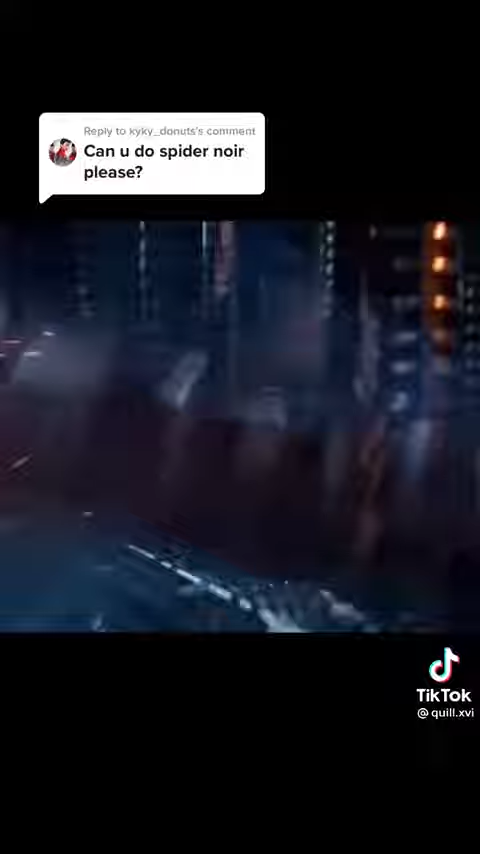 Reply to kyky_donuts's comment
Can u do spider noir
please?
TikTok
@ quill.xvi